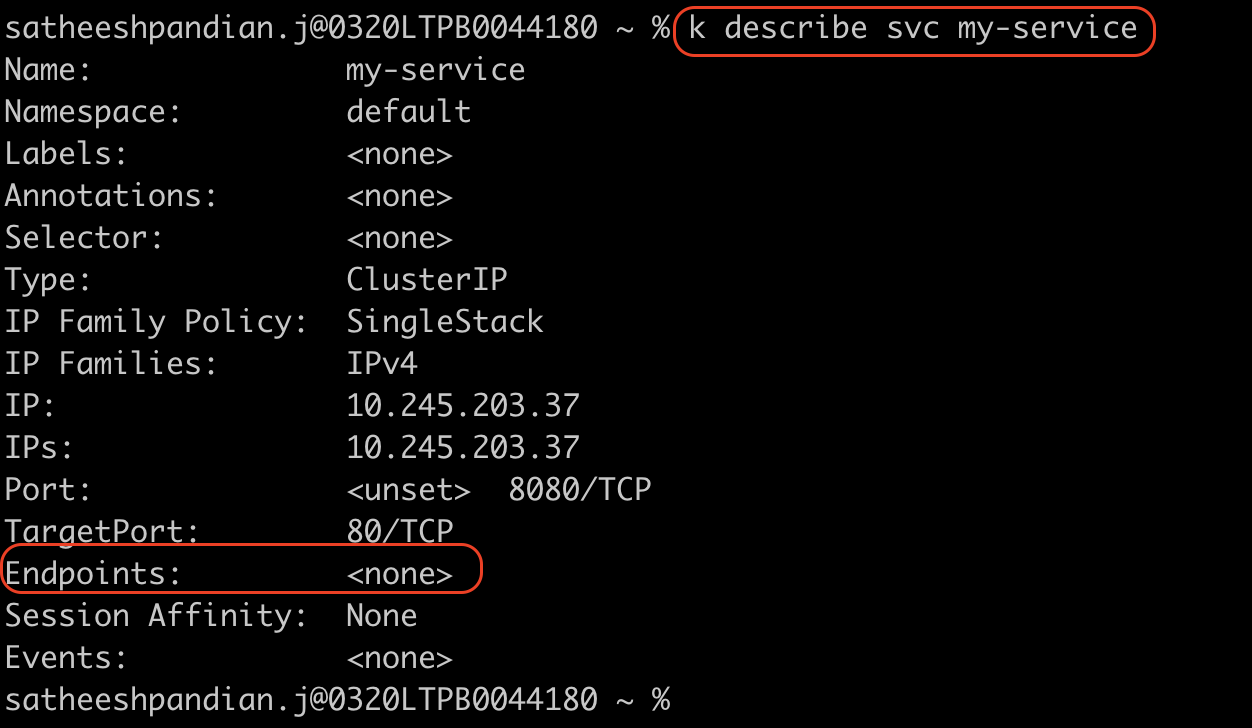 satheeshpandian.j@0320LTPB0044180 ~ % k describe svc my-service
Name:              my-service
Namespace:         default
Labels:            <none>
Annotations:       <none>
Selector:          <none>
Type:              ClusterIP
IP Family Policy:  SingleStack
IP Families:       IPv4
IP:                10.245.203.37
IPs:               10.245.203.37
Port:              <unset>  8080/TCP
TargetPort:        80/TCP
Endpoints:         <none>
Session Affinity:  None
Events:            <none>
satheeshpandian.j@0320LTPB0044180 ~ %